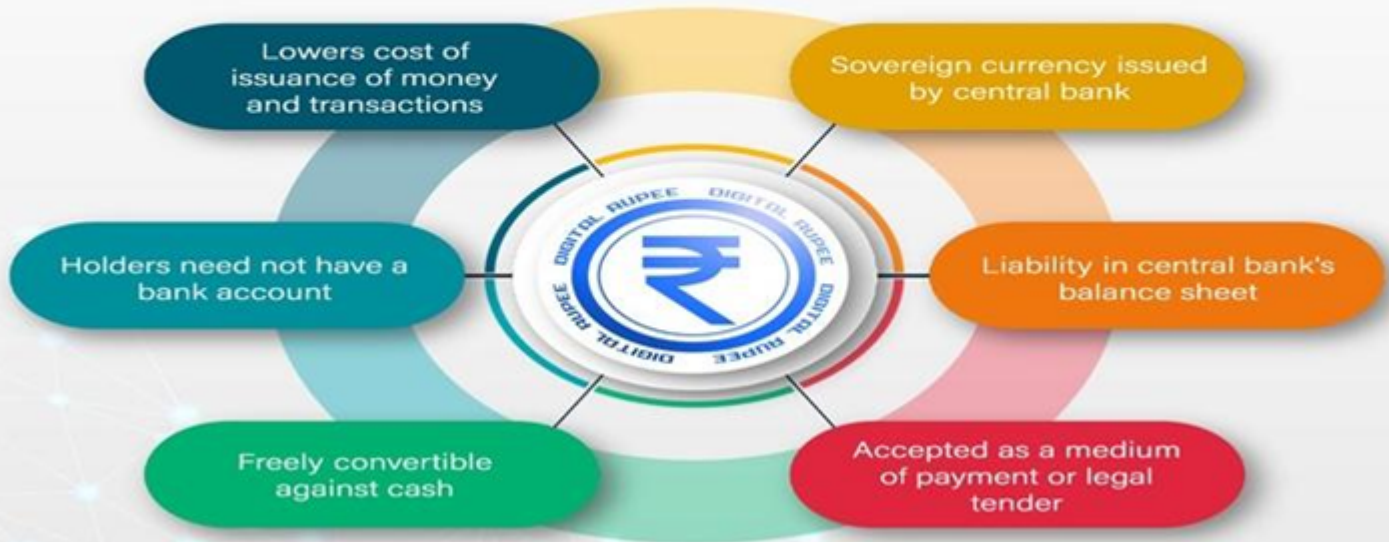 Lowers cost of
issuance of money
and transactions
Sovereign currency issued
by central bank
Holders need not have a
bank account
DIGITAL RUPEE DIGITAL RUPEE DIGITAL RUPEE DIGITAL RUPEE
₹
Liability in central bank's
balance sheet
Freely convertible
against cash
Accepted as a medium
of payment or legal
tender